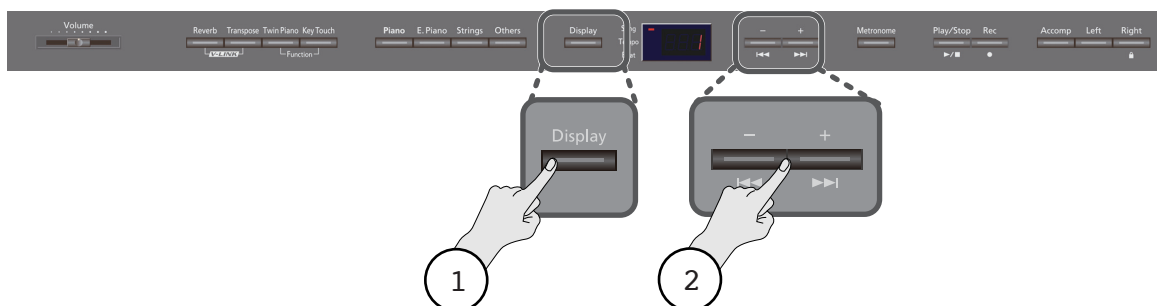 Volume
Reverb Transpose Twin Piano Key Touch
V-LINK Function
Piano E. Piano Strings Others
Display
Song
Tempo
1
− +
Metronome
Play/Stop Rec
Accomp Left Right
Display
− +
1
2